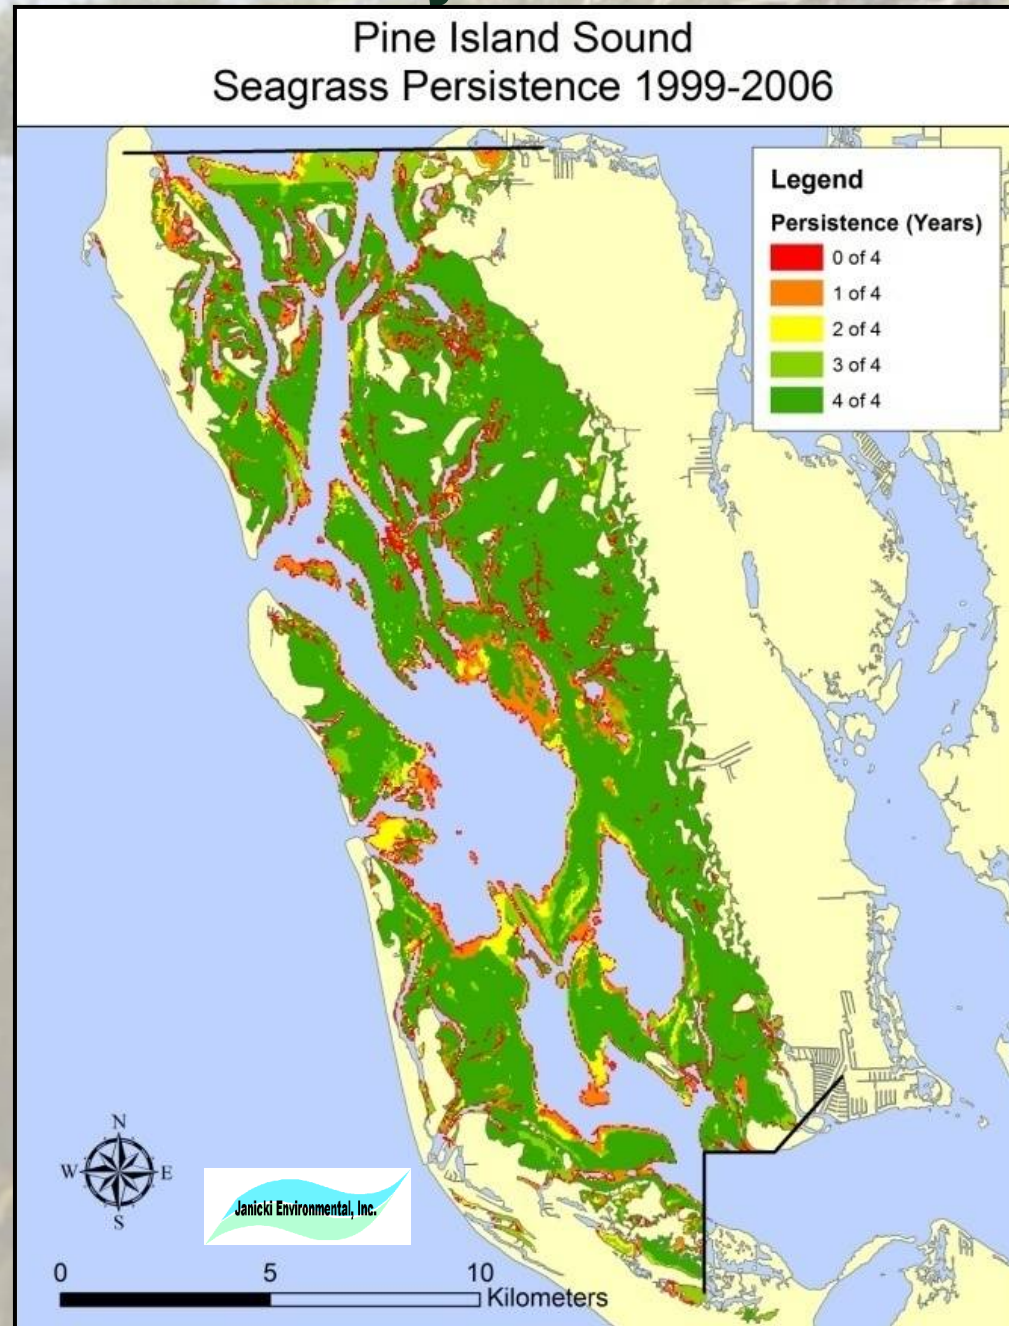 Pine Island Sound
Seagrass Persistence 1999-2006
Legend
Persistence (Years)
0 of 4
1 of 4
2 of 4
3 of 4
4 of 4
N
W E
S
Janicki Environmental, Inc.
0 5 10
Kilometers